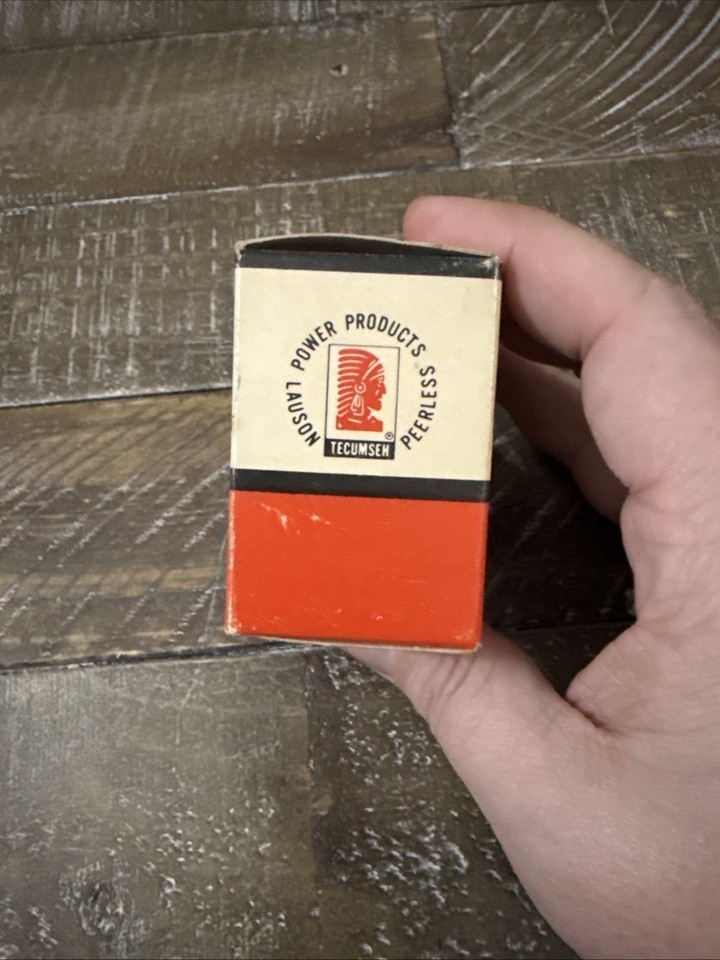 LAUSON POWER PRODUCTS PEERLESS
TECUMSEH
®